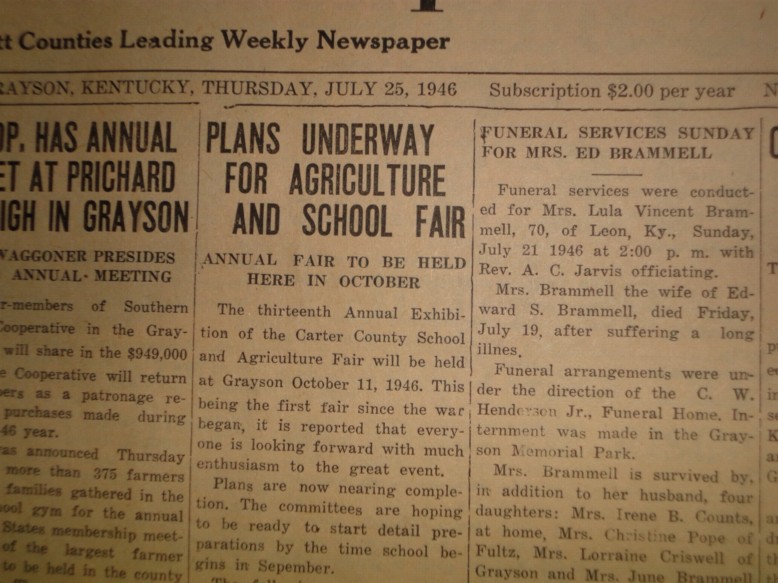 tt Counties Leading Weekly Newspaper
RAYSON, KENTUCKY, THURSDAY, JULY 25, 1946 Subscription $2.00 per year N
OP. HAS ANNUAL
ET AT PRICHARD
IGH IN GRAYSON
WAGGONER PRESIDES
ANNUAL MEETING
r-members of Southern
Cooperative in the Gray-
will share in the $949,000
e Cooperative will return
ers as a patronage re-
purchases made during
46 year.
as announced Thursday
more than 375 farmers
families gathered in the
ool gym for the annual
States membership meet-
of the largest farmer
to be held in the county
PLANS UNDERWAY
FOR AGRICULTURE
AND SCHOOL FAIR
ANNUAL FAIR TO BE HELD
HERE IN OCTOBER
The thirteenth Annual Exhibi-
tion of the Carter County School
and Agriculture Fair will be held
at Grayson October 11, 1946. This
being the first fair since the war
began, it is reported that every-
one is looking forward with much
enthusiasm to the great event.
Plans are now nearing comple-
tion. The committees are hoping
to be ready to start detail pre-
parations by the time school be-
gins in Sepember.
FUNERAL SERVICES SUNDAY
FOR MRS. ED BRAMMELL
Funeral services were conduct-
ed for Mrs. Lula Vincent Bram-
mell, 70, of Leon, Ky., Sunday,
July 21 1946 at 2:00 p. m. with
Rev. A. C. Jarvis officiating.
Mrs. Brammell the wife of Ed-
ward S. Brammell, died Friday,
July 19, after suffering a long
illnes.
Funeral arrangements were un-
der the direction of the C. W.
Henderson Jr., Funeral Home. In-
ternment was made in the Gray-
son Memorial Park.
Mrs. Brammell is survived by,
in addition to her husband, four
daughters: Mrs. Irene B. Counts,
at home, Mrs. Christine Pope of
Fultz, Mrs. Lorraine Criswell of
Grayson and Mrs. June Brammell